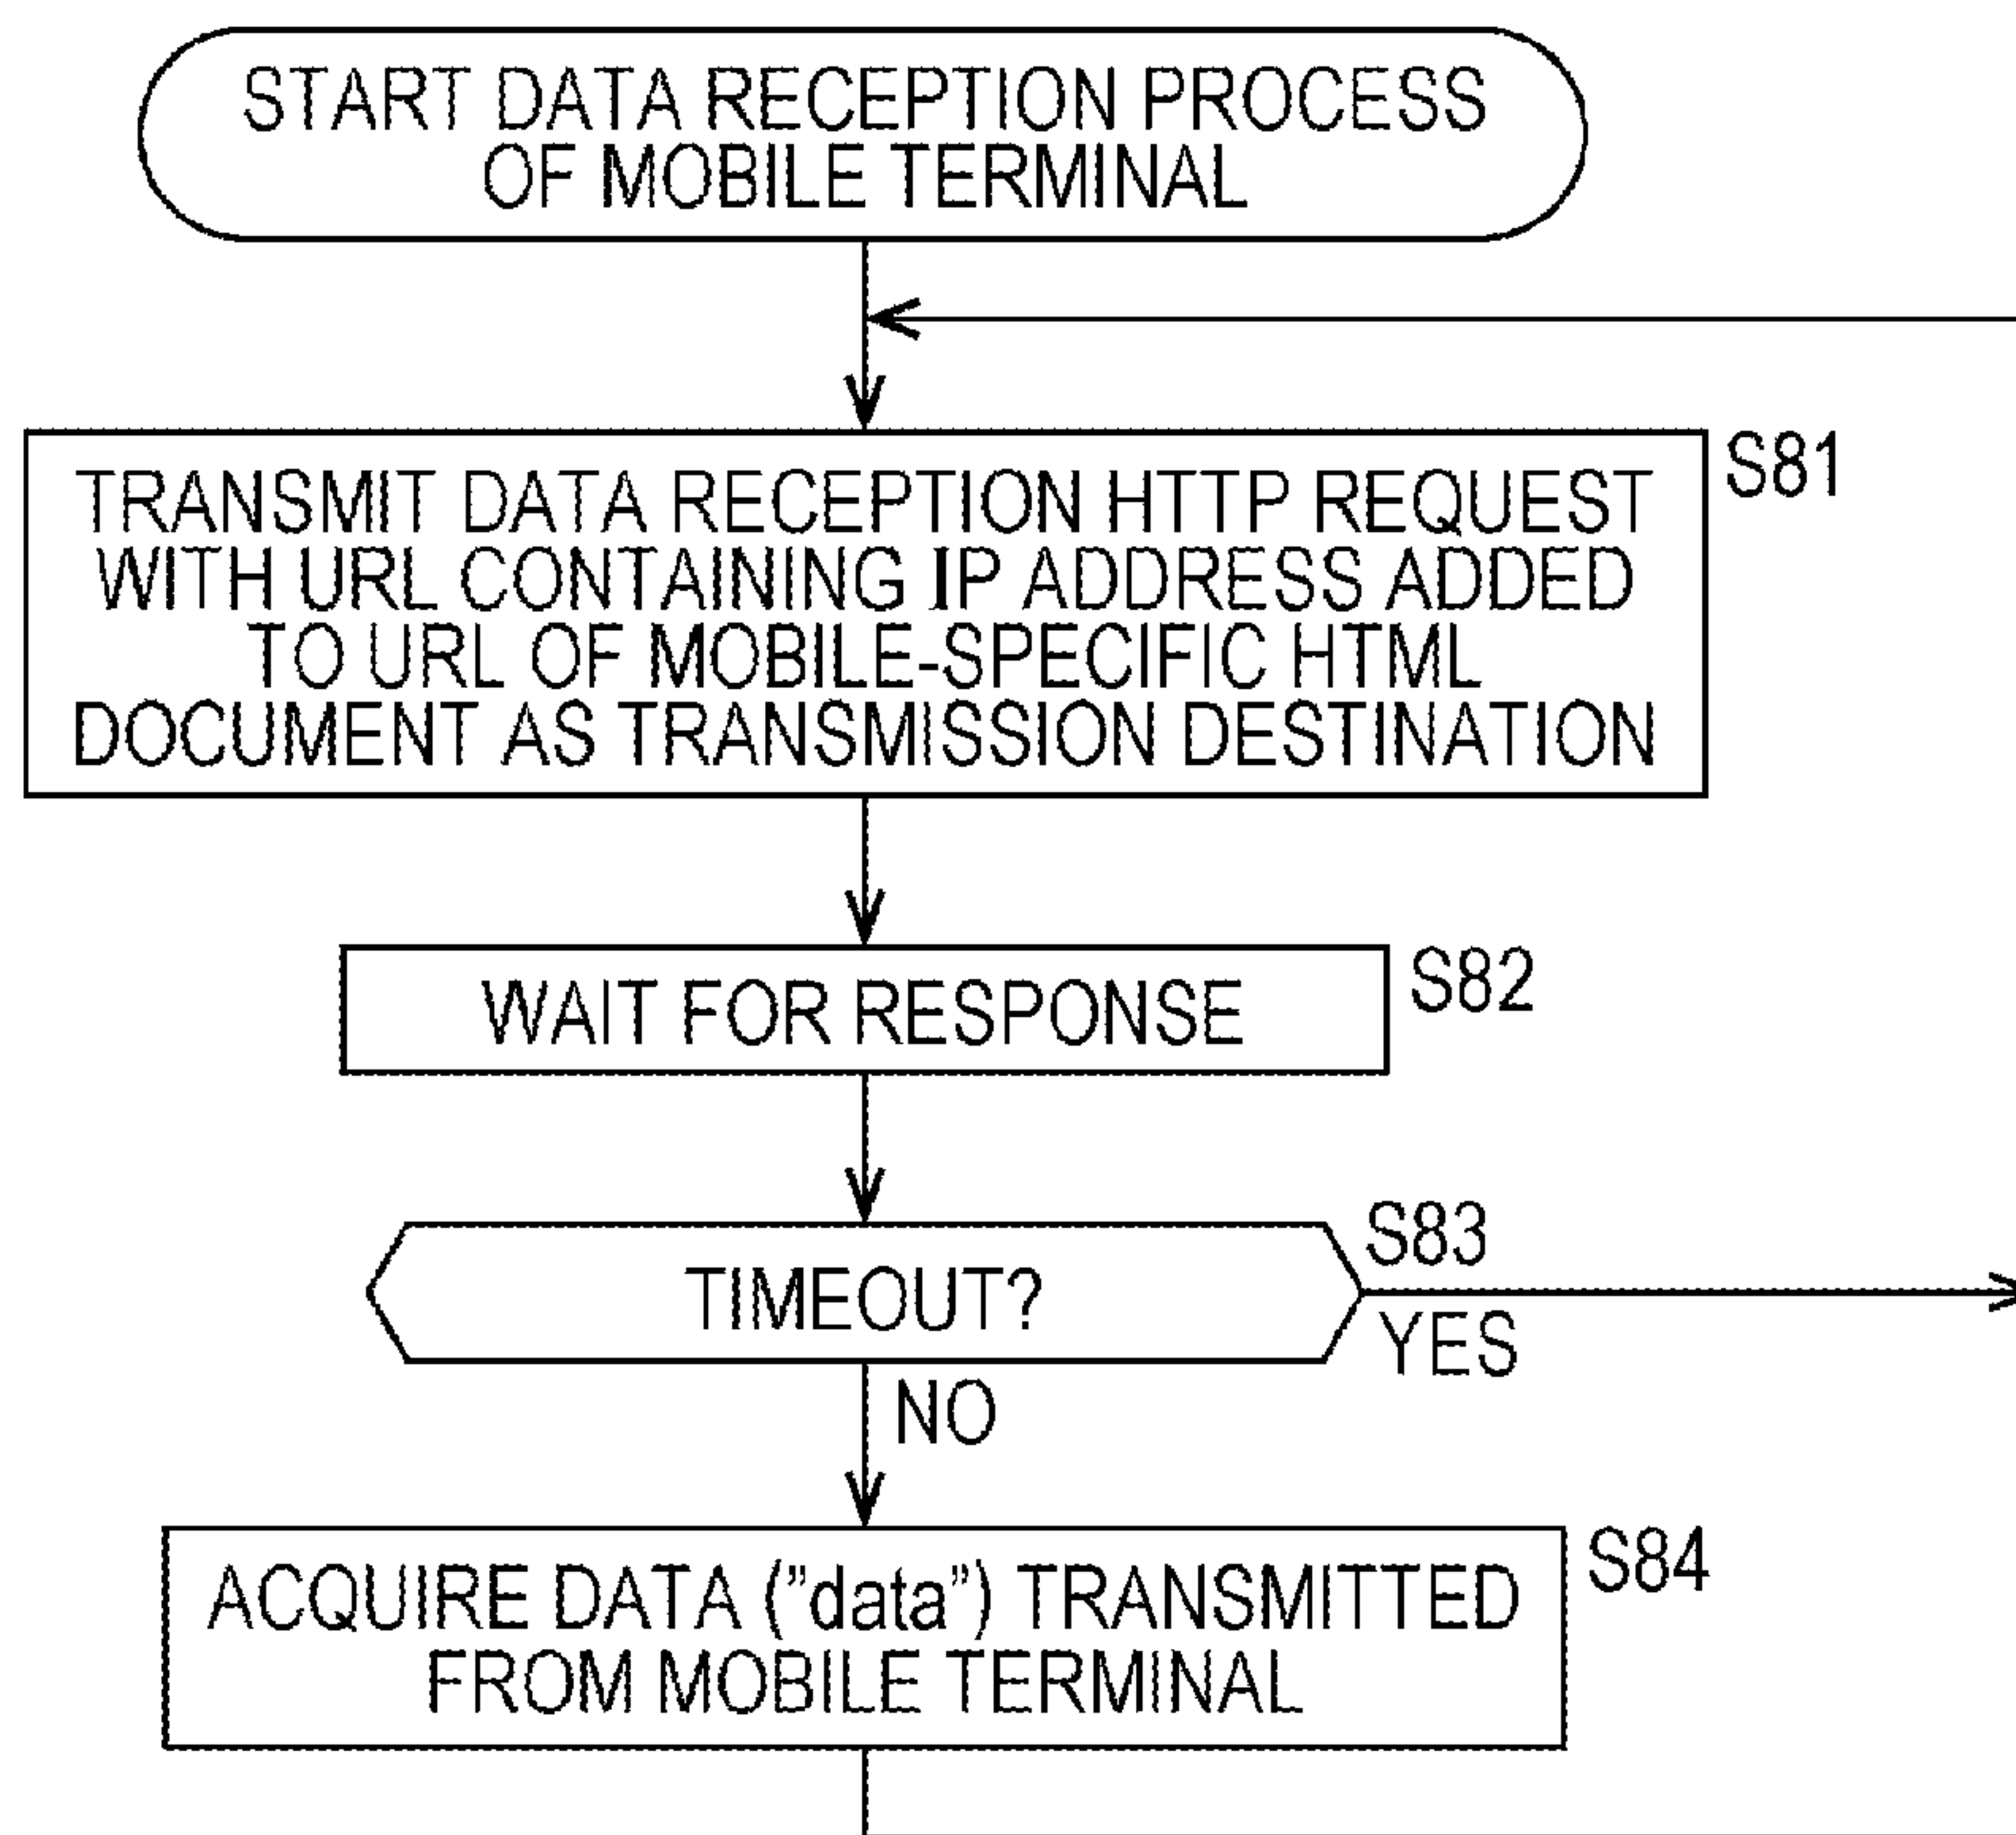 START DATA RECEPTION PROCESS
OF MOBILE TERMINAL
S81
TRANSMIT DATA RECEPTION HTTP REQUEST
WITH URL CONTAINING IP ADDRESS ADDED
TO URL OF MOBILE-SPECIFIC HTML
DOCUMENT AS TRANSMISSION DESTINATION
S82
WAIT FOR RESPONSE
S83
TIMEOUT?
YES
NO
S84
ACQUIRE DATA (”data”) TRANSMITTED
FROM MOBILE TERMINAL